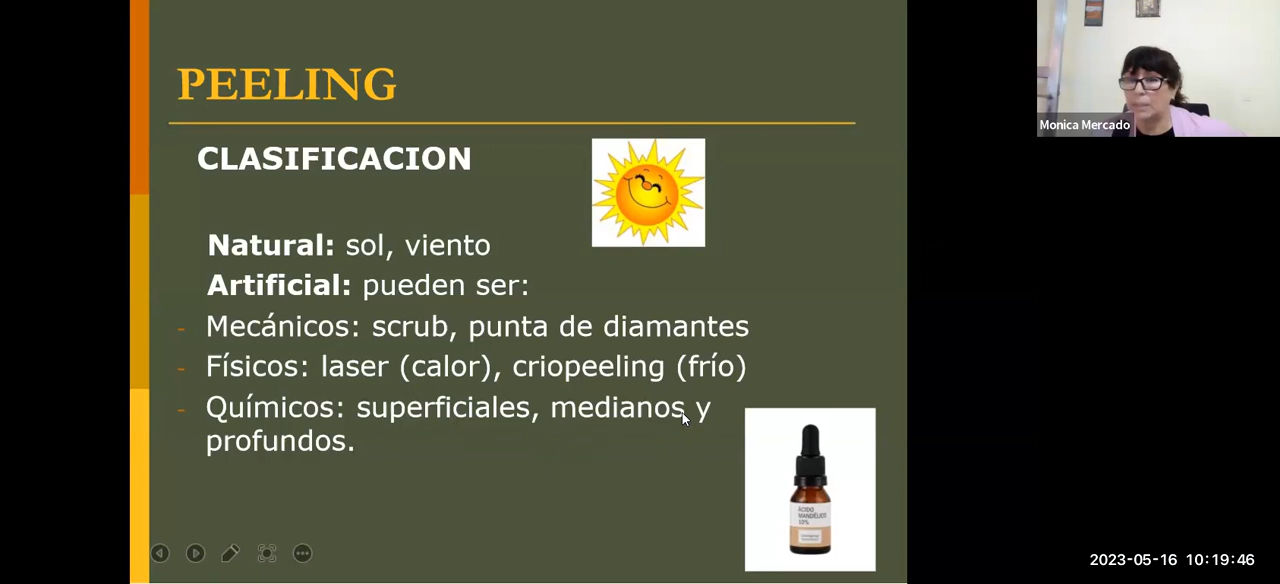 PEELING
CLASIFICACION
Natural: sol, viento
Artificial: pueden ser:
- Mecánicos: scrub, punta de diamantes
- Físicos: laser (calor), criopeeling (frío)
- Químicos: superficiales, medianos y
profundos.
ÁCIDO
MANDÉLICO
10%
Monica Mercado
2023-05-16 10:19:46